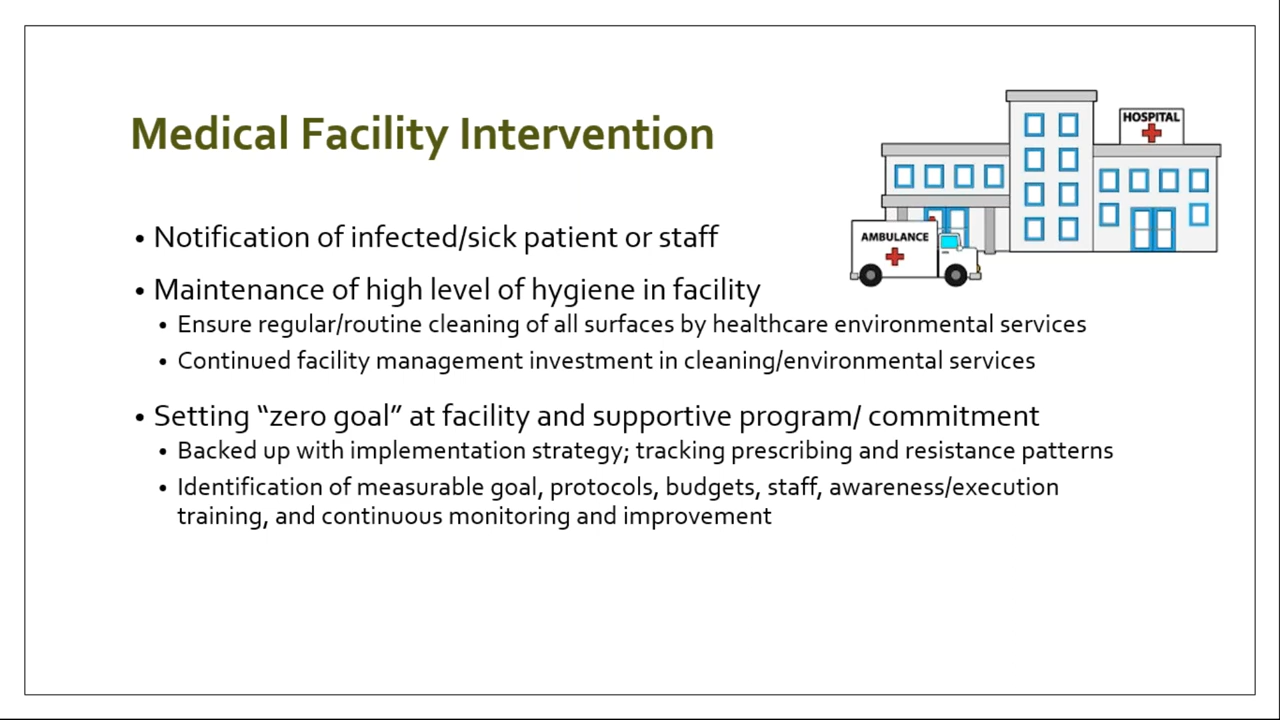 Medical Facility Intervention
HOSPITAL
AMBULANCE
• Notification of infected/sick patient or staff
• Maintenance of high level of hygiene in facility
• Ensure regular/routine cleaning of all surfaces by healthcare environmental services
• Continued facility management investment in cleaning/environmental services
• Setting “zero goal” at facility and supportive program/ commitment
• Backed up with implementation strategy; tracking prescribing and resistance patterns
• Identification of measurable goal, protocols, budgets, staff, awareness/execution
training, and continuous monitoring and improvement